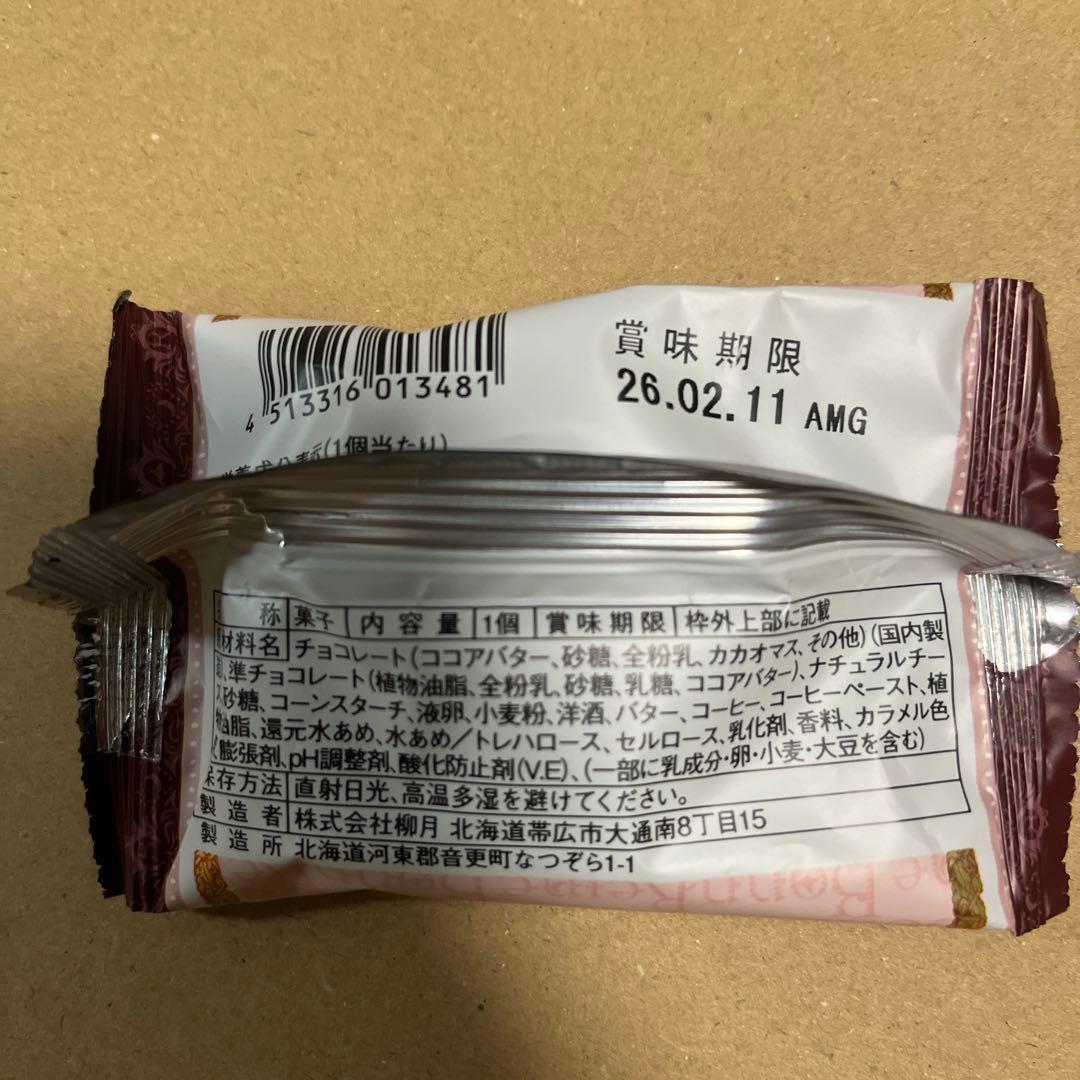 4 513316 013481
賞味期限
26.02.11 AMG
成分表示(1個当たり)
称 菓子 内容量 1個 賞味期限 枠外上部に記載
材料名 チョコレート(ココアバター、砂糖、全粉乳、カカオマス、その他)(国内製
、準チョコレート(植物油脂、全粉乳、砂糖、乳糖、ココアバター)、ナチュラルチー
、砂糖、コーンスターチ、液卵、小麦粉、洋酒、バター、コーヒー、コーヒーペースト、植
油脂、還元水あめ、水あめ／トレハロース、セルロース、乳化剤、香料、カラメル色
、膨張剤、pH調整剤、酸化防止剤(V.E)、(一部に乳成分・卵・小麦・大豆を含む)
保存方法 直射日光、高温多湿を避けてください。
製造者 株式会社柳月 北海道帯広市大通南8丁目15
製造所 北海道河東郡音更町なつぞら1-1